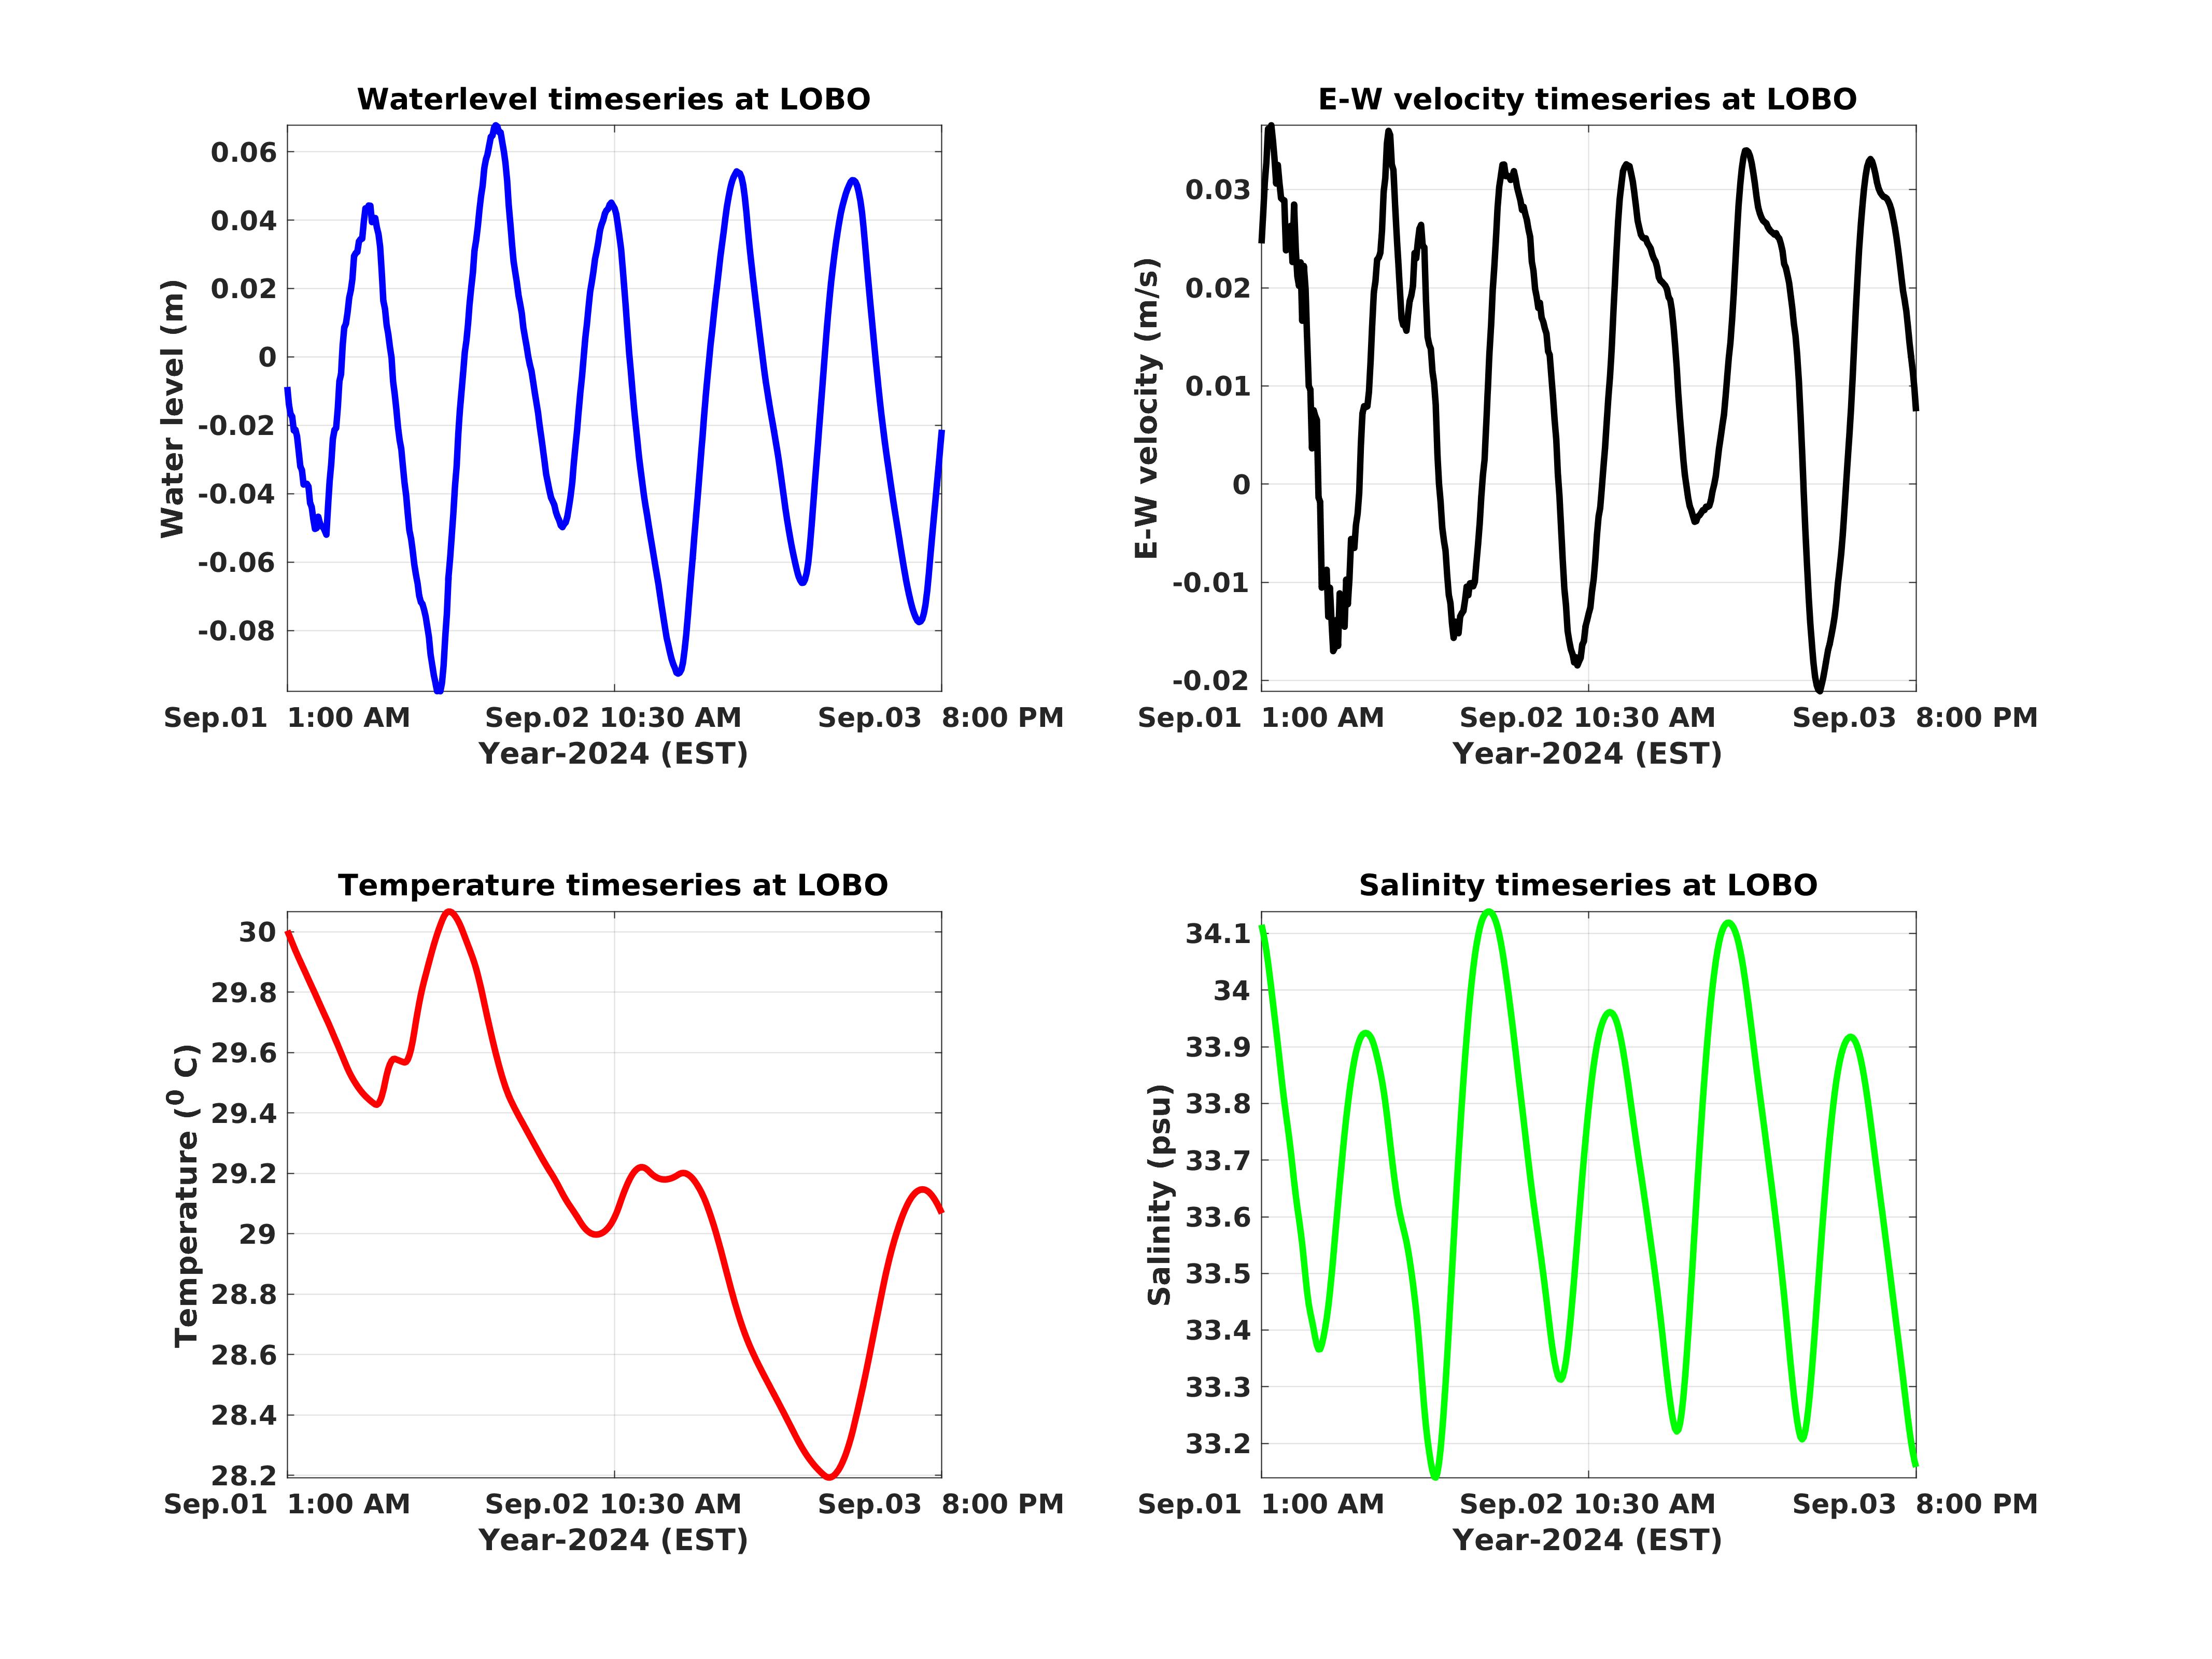 Waterlevel timeseries at LOBO
Water level (m)
0.06
0.04
0.02
0
-0.02
-0.04
-0.06
-0.08
Sep.01 1:00 AM
Sep.02 10:30 AM
Sep.03 8:00 PM
Year-2024 (EST)
E-W velocity timeseries at LOBO
E-W velocity (m/s)
0.03
0.02
0.01
0
-0.01
-0.02
Sep.01 1:00 AM
Sep.02 10:30 AM
Sep.03 8:00 PM
Year-2024 (EST)
Temperature timeseries at LOBO
Temperature (⁰ C)
30
29.8
29.6
29.4
29.2
29
28.8
28.6
28.4
28.2
Sep.01 1:00 AM
Sep.02 10:30 AM
Sep.03 8:00 PM
Year-2024 (EST)
Salinity timeseries at LOBO
Salinity (psu)
34.1
34
33.9
33.8
33.7
33.6
33.5
33.4
33.3
33.2
Sep.01 1:00 AM
Sep.02 10:30 AM
Sep.03 8:00 PM
Year-2024 (EST)